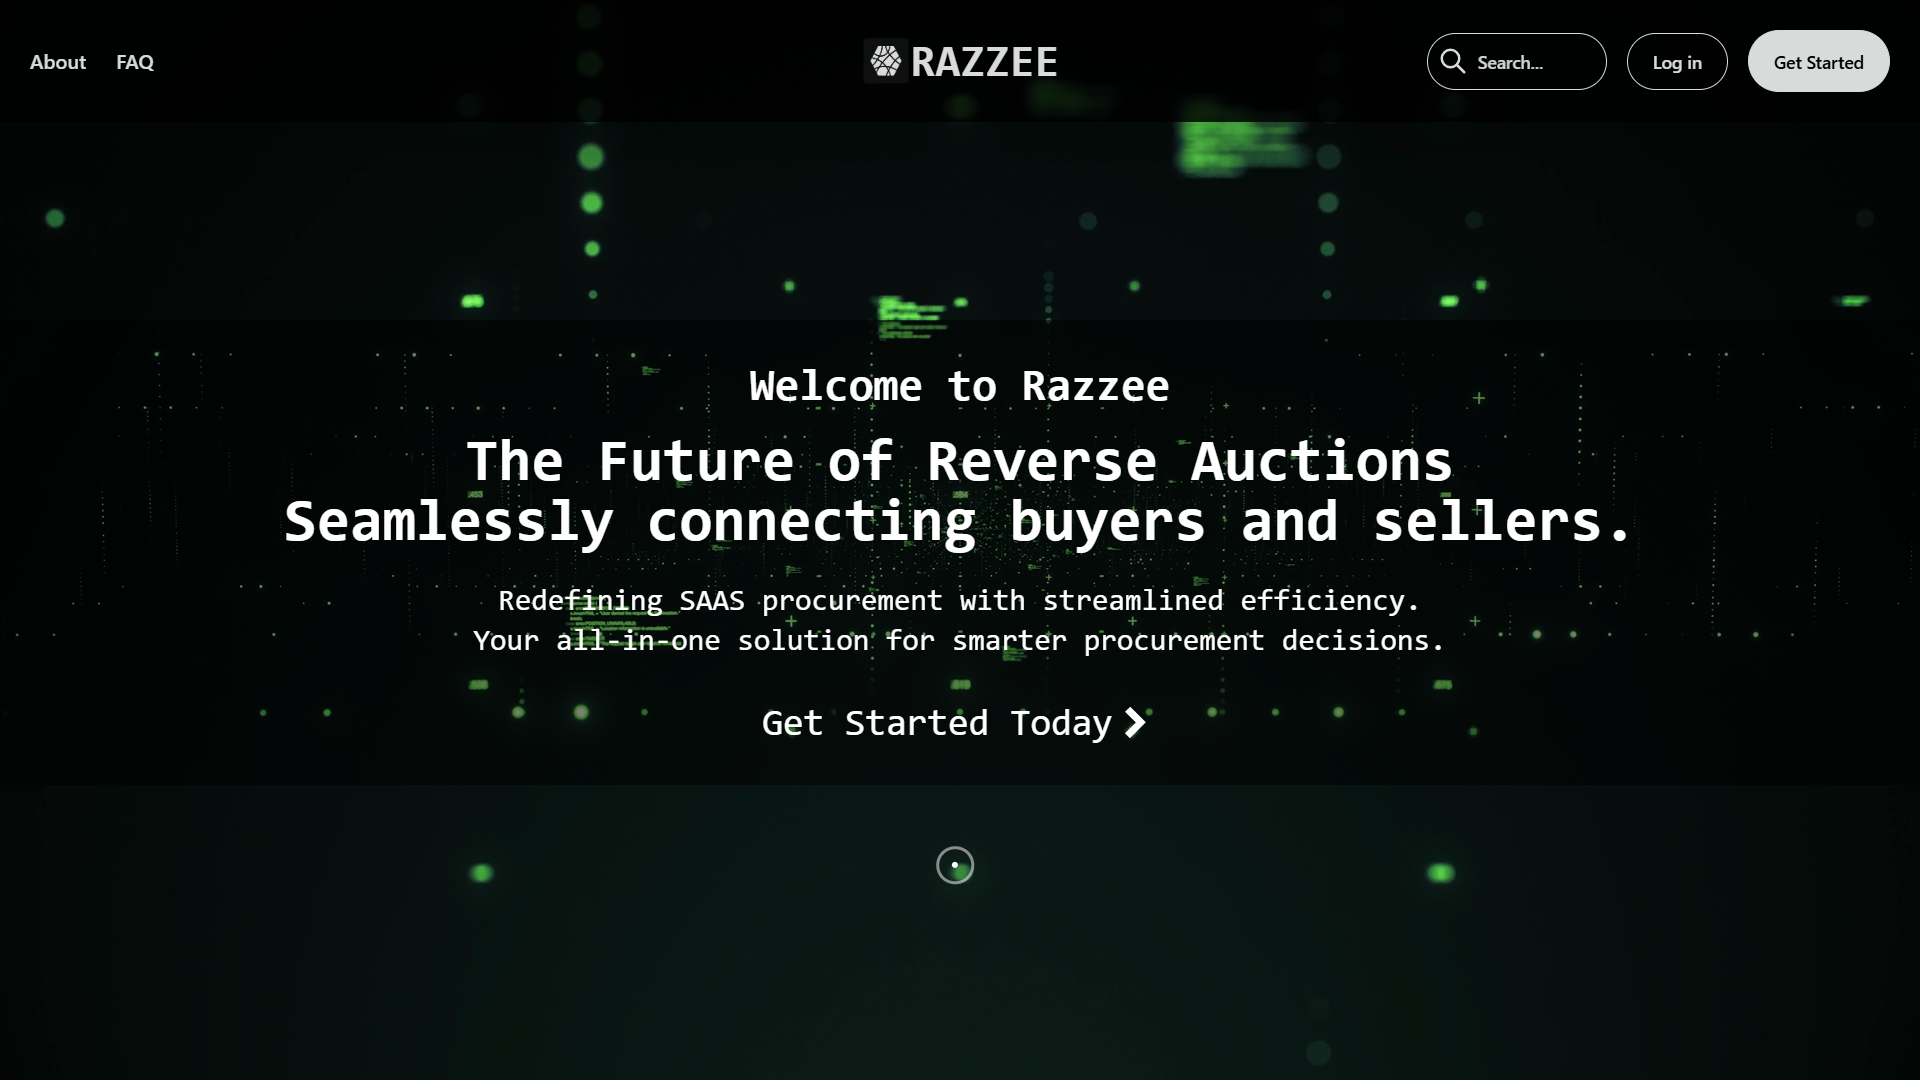 About FAQ RAZZEE Search... Log in Get Started
Welcome to Razzee
The Future of Reverse Auctions
Seamlessly connecting buyers and sellers.
Redefining SAAS procurement with streamlined efficiency.
Your all-in-one solution for smarter procurement decisions.
Get Started Today